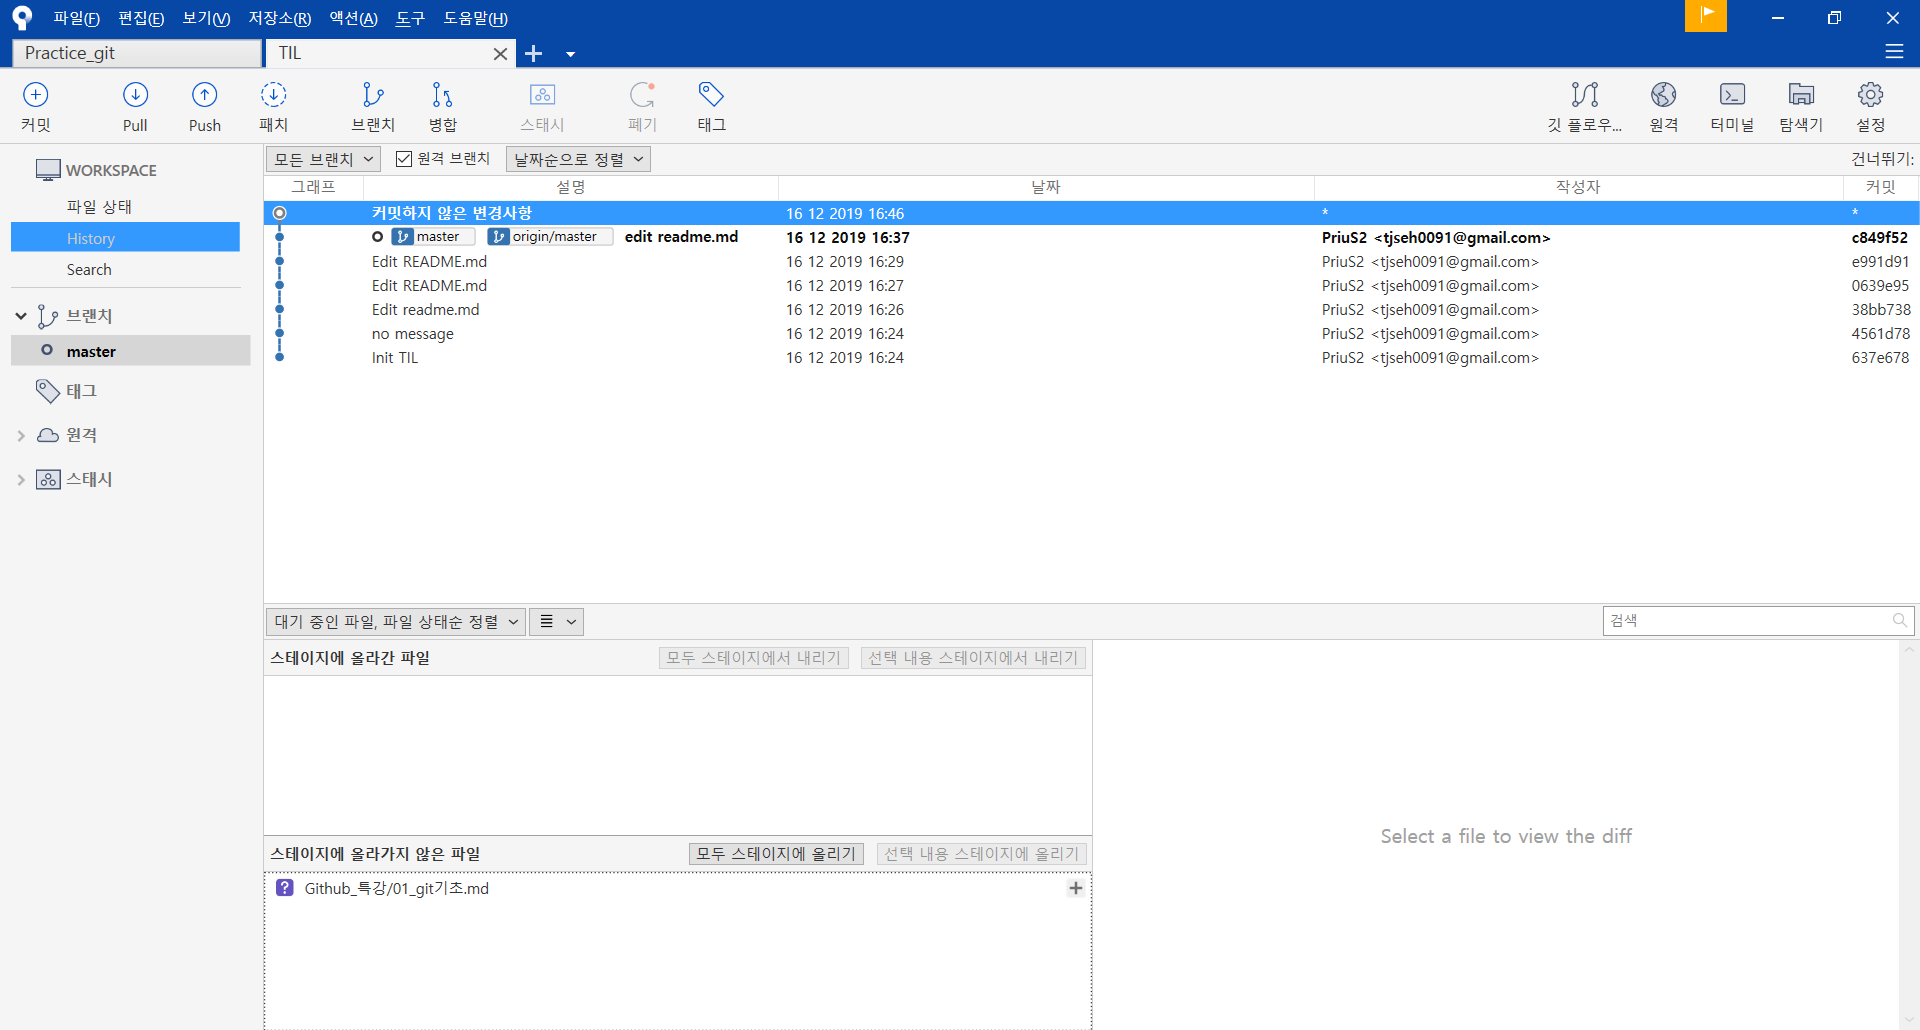 파일(F) 편집(E) 보기(V) 저장소(R) 액션(A) 도구 도움말(H)
Practice_git TIL
커밋 Pull Push 패치 브랜치 병합 스태시 폐기 태그 깃 플로우... 원격 터미널 탐색기 설정
WORKSPACE
파일 상태
History
Search
브랜치
master
태그
원격
스태시
모든 브랜치 원격 브랜치 날짜순으로 정렬 건너뛰기:
그래프 설명 날짜 작성자 커밋
커밋하지 않은 변경사항 16 12 2019 16:46 * *
master origin/master edit readme.md 16 12 2019 16:37 PriuS2 <tjseh0091@gmail.com> c849f52
Edit README.md 16 12 2019 16:29 PriuS2 <tjseh0091@gmail.com> e991d91
Edit README.md 16 12 2019 16:27 PriuS2 <tjseh0091@gmail.com> 0639e95
Edit readme.md 16 12 2019 16:26 PriuS2 <tjseh0091@gmail.com> 38bb738
no message 16 12 2019 16:24 PriuS2 <tjseh0091@gmail.com> 4561d78
Init TIL 16 12 2019 16:24 PriuS2 <tjseh0091@gmail.com> 637e678
대기 중인 파일, 파일 상태순 정렬 검색
스테이지에 올라간 파일 모두 스테이지에서 내리기 선택 내용 스테이지에서 내리기
스테이지에 올라가지 않은 파일 모두 스테이지에 올리기 선택 내용 스테이지에 올리기
Github_특강/01_git기초.md
Select a file to view the diff